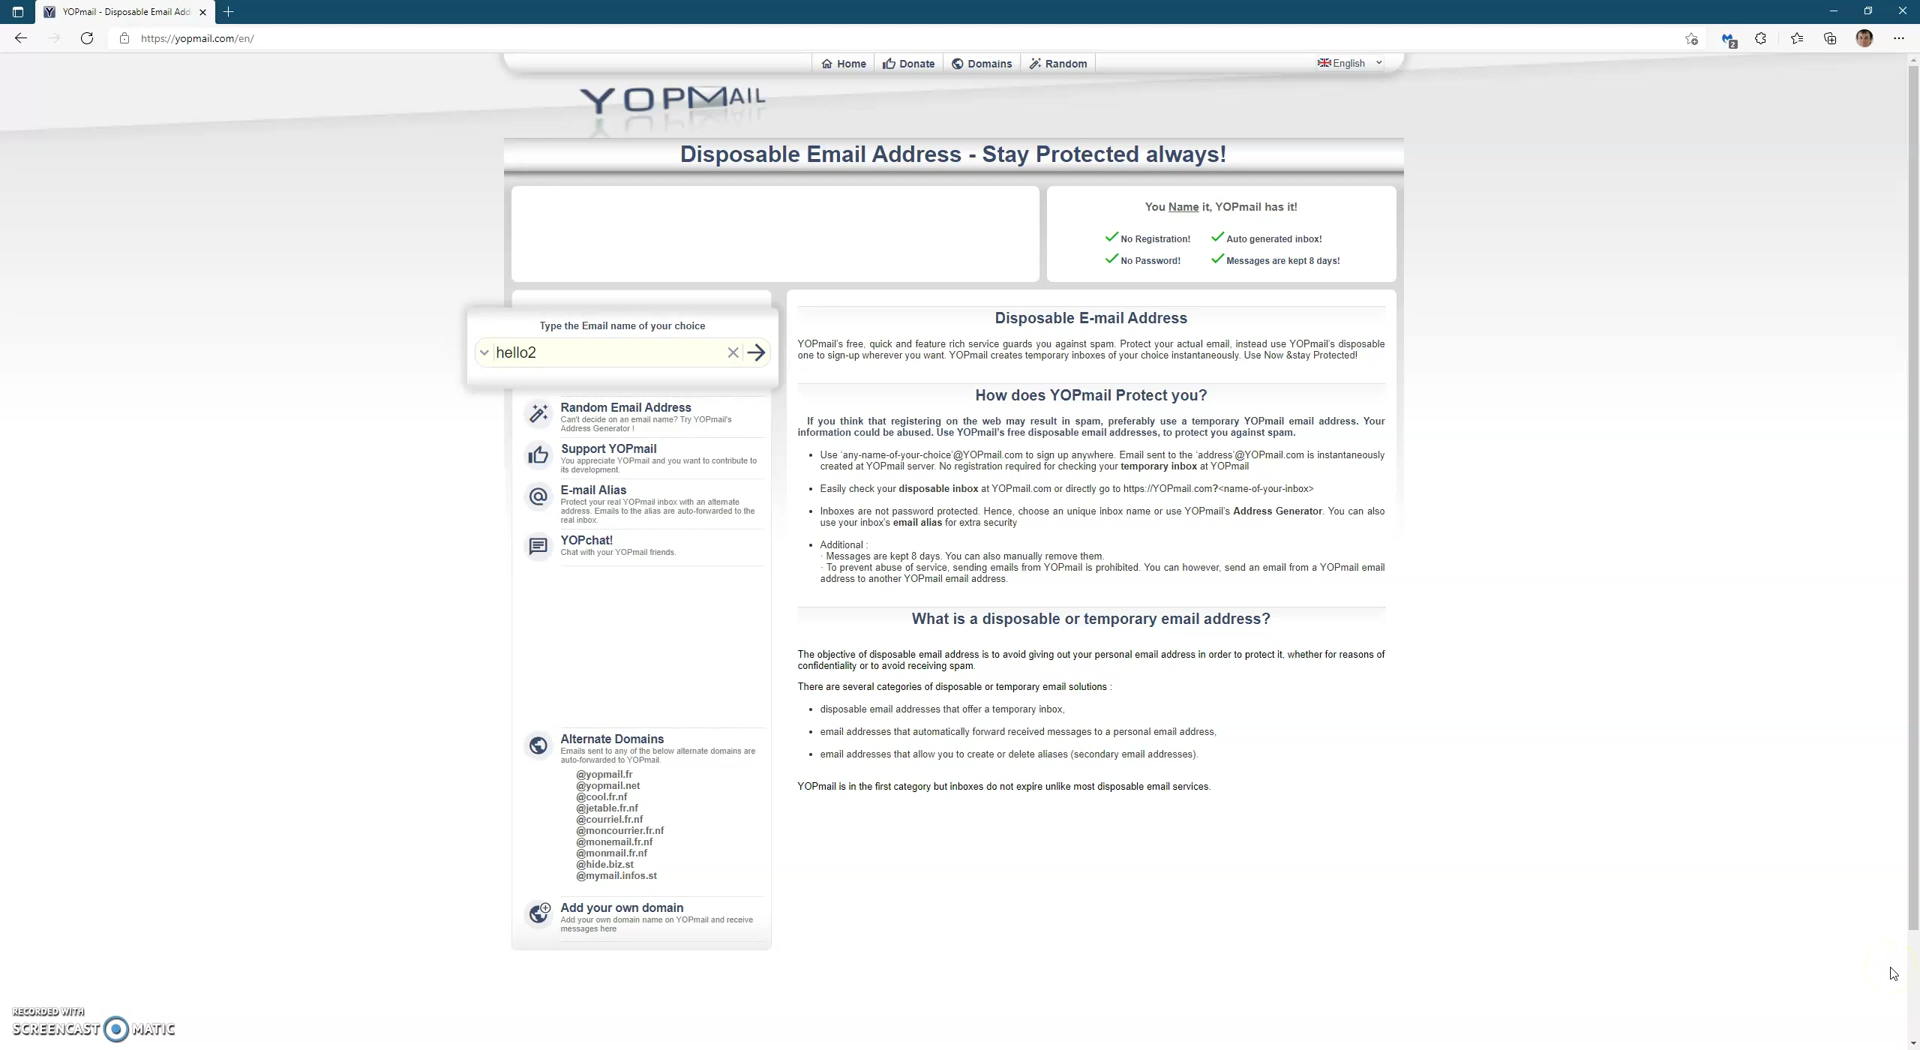 YOPmail - Disposable Email Add
https://yopmail.com/en/
2
Home
Donate
Domains
Random
English
YOPMAIL
Disposable Email Address - Stay Protected always!
You Name it, YOPmail has it!
No Registration!
Auto generated inbox!
No Password!
Messages are kept 8 days!
Type the Email name of your choice
hello2
Random Email Address
Can't decide on an email name? Try YOPmail's
Address Generator !
Support YOPmail
You appreciate YOPmail and you want to contribute to
its development.
E-mail Alias
Protect your real YOPmail inbox with an alternate
address. Emails to the alias are auto-forwarded to the
real inbox.
YOPchat!
Chat with your YOPmail friends.
Alternate Domains
Emails sent to any of the below alternate domains are
auto-forwarded to YOPmail.
@yopmail.fr
@yopmail.net
@cool.fr.nf
@jetable.fr.nf
@courriel.fr.nf
@moncourrier.fr.nf
@monemail.fr.nf
@monmail.fr.nf
@hide.biz.st
@mymail.infos.st
Add your own domain
Add your own domain name on YOPmail and receive
messages here
Disposable E-mail Address
YOPmail's free, quick and feature rich service guards you against spam. Protect your actual email, instead use YOPmail's disposable
one to sign-up wherever you want. YOPmail creates temporary inboxes of your choice instantaneously. Use Now &stay Protected!
How does YOPmail Protect you?
If you think that registering on the web may result in spam, preferably use a temporary YOPmail email address. Your
information could be abused. Use YOPmail's free disposable email addresses, to protect you against spam.
• Use 'any-name-of-your-choice'@YOPmail.com to sign up anywhere. Email sent to the 'address'@YOPmail.com is instantaneously
created at YOPmail server. No registration required for checking your temporary inbox at YOPmail
• Easily check your disposable inbox at YOPmail.com or directly go to https://YOPmail.com?<name-of-your-inbox>
• Inboxes are not password protected. Hence, choose an unique inbox name or use YOPmail's Address Generator. You can also
use your inbox's email alias for extra security
• Additional :
· Messages are kept 8 days. You can also manually remove them.
· To prevent abuse of service, sending emails from YOPmail is prohibited. You can however, send an email from a YOPmail email
address to another YOPmail email address.
What is a disposable or temporary email address?
The objective of disposable email address is to avoid giving out your personal email address in order to protect it, whether for reasons of
confidentiality or to avoid receiving spam.
There are several categories of disposable or temporary email solutions :
• disposable email addresses that offer a temporary inbox,
• email addresses that automatically forward received messages to a personal email address,
• email addresses that allow you to create or delete aliases (secondary email addresses).
YOPmail is in the first category but inboxes do not expire unlike most disposable email services.
RECORDED WITH
SCREENCAST MATIC